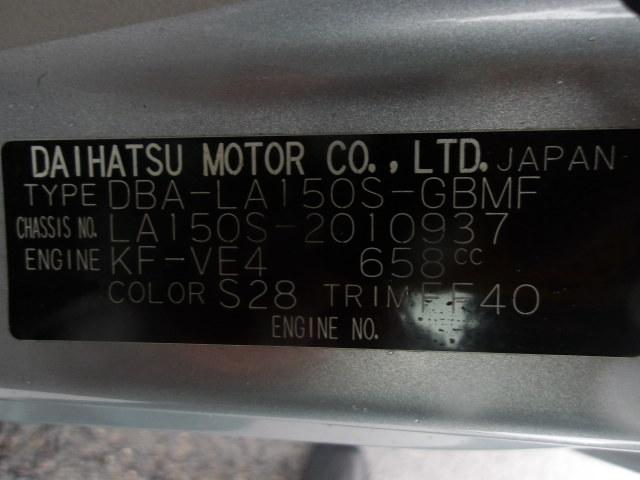 DAIHATSU MOTOR CO., LTD. JAPAN
TYPE DBA-LA150S-GBMF
CHASSIS NO. LA150S-2010937
ENGINE KF-VE4 658cc
COLOR S28 TRIM FF40
ENGINE NO.